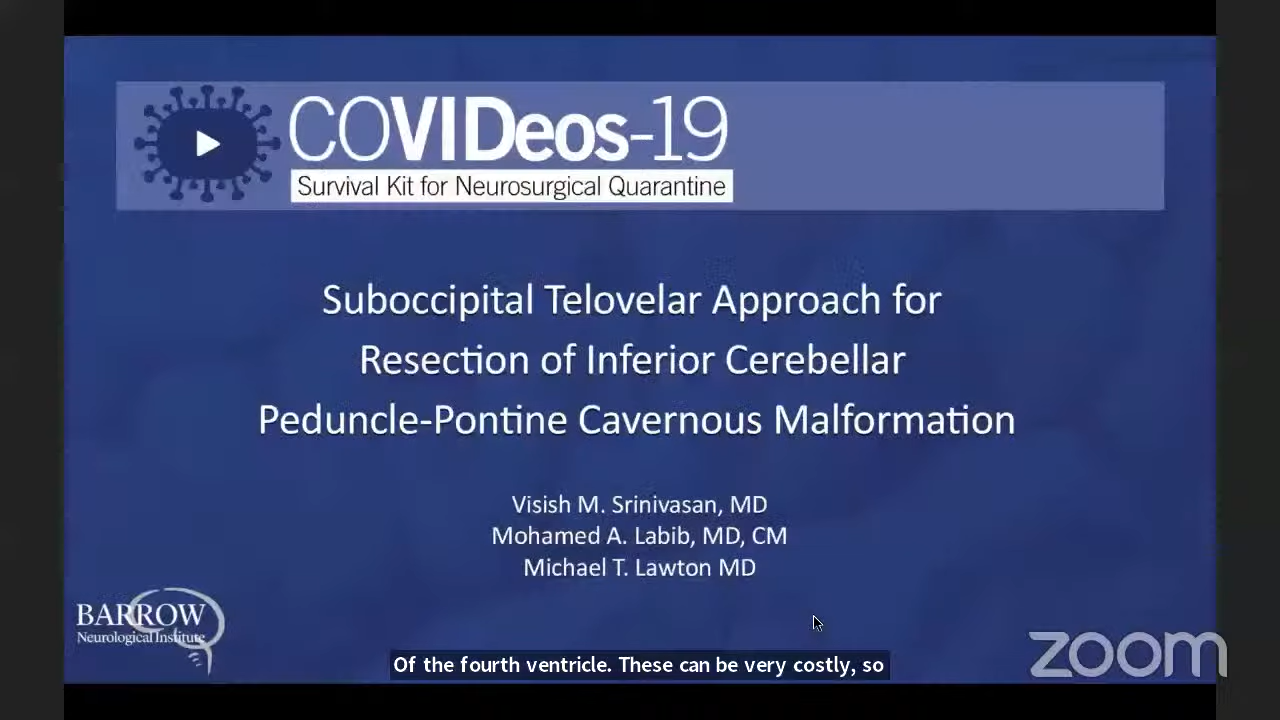 COVIDeos-19
Survival Kit for Neurosurgical Quarantine
Suboccipital Telovelar Approach for
Resection of Inferior Cerebellar
Peduncle-Pontine Cavernous Malformation
Visish M. Srinivasan, MD
Mohamed A. Labib, MD, CM
Michael T. Lawton MD
BARROW
Neurological Institute
zoom
Of the fourth ventricle. These can be very costly, so